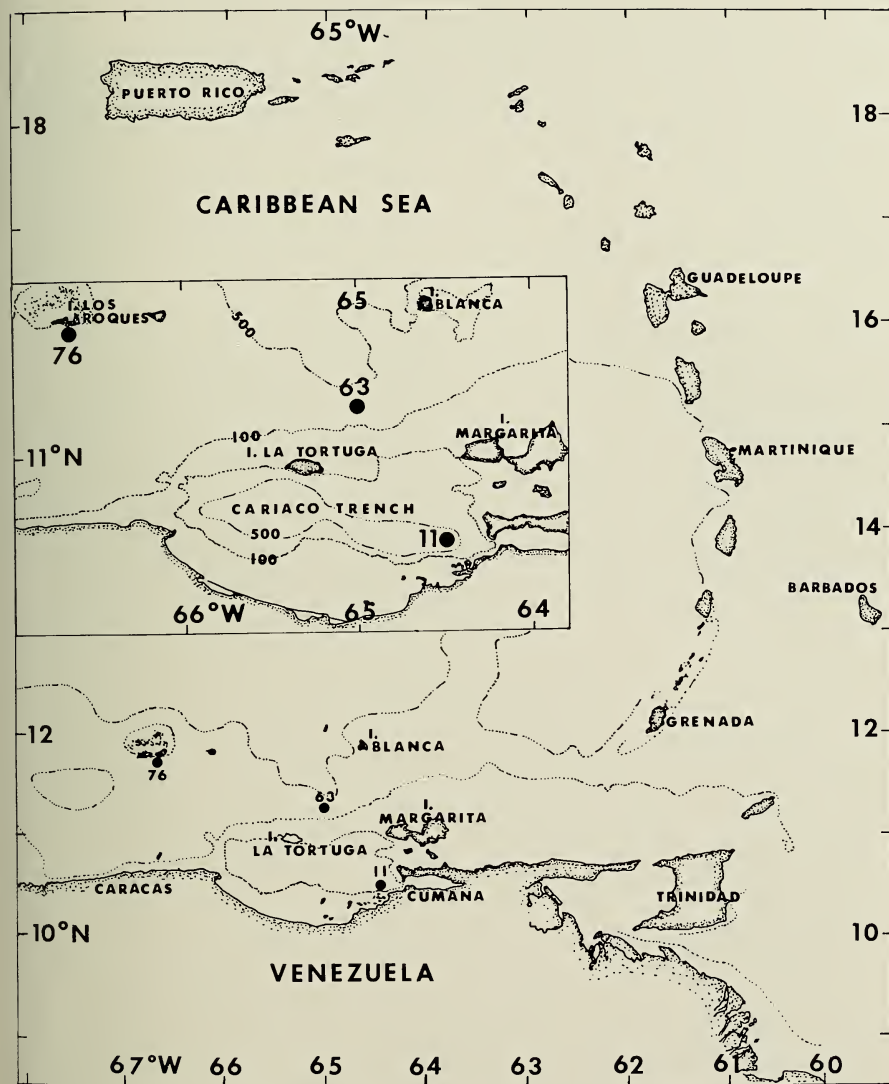 65°W
PUERTO RICO
18
18
CARIBBEAN SEA
GUADELOUPE
I. LOS
ROQUES
500
65
I.
BLANCA
76
63
16
100
I.
MARGARITA
11°N
I. LA TORTUGA
MARTINIQUE
CARIACO TRENCH
500
11
100
14
66°W
65
64
BARBADOS
12
I.
BLANCA
GRENADA
12
76
63
I.
MARGARITA
I.
LA TORTUGA
11
CARACAS
CUMANA
TRINIDAD
10°N
10
VENEZUELA
67°W 66 65 64 63 62 61 60